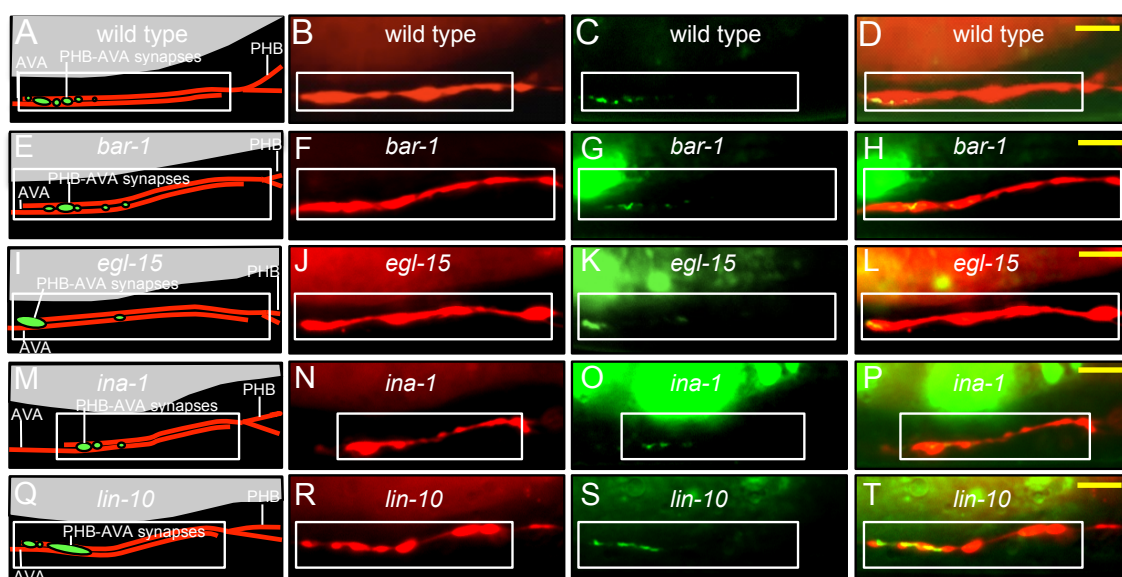 A wild type
PHB-AVA synapses
AVA
PHB
B wild type
C wild type
D wild type
E bar-1
PHB
PHB-AVA synapses
AVA
F bar-1
G bar-1
H bar-1
I egl-15
PHB-AVA synapses
PHB
AVA
J egl-15
K egl-15
L egl-15
M ina-1
PHB-AVA synapses
PHB
AVA
N ina-1
O ina-1
P ina-1
Q lin-10
PHB
PHB-AVA synapses
AVA
R lin-10
S lin-10
T lin-10